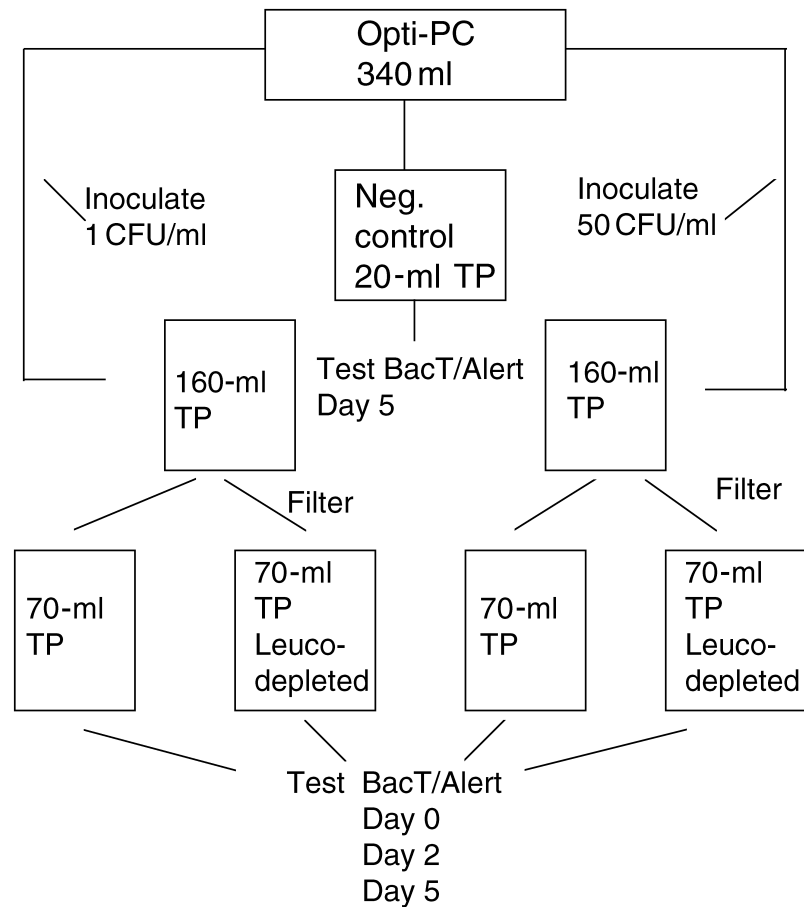 Opti-PC
340 ml
Inoculate
1 CFU/ml
Neg.
control
20-ml TP
Inoculate
50 CFU/ml
160-ml
TP
Test BacT/Alert
Day 5
160-ml
TP
Filter
Filter
70-ml
TP
70-ml
TP
Leuco-
depleted
70-ml
TP
70-ml
TP
Leuco-
depleted
Test BacT/Alert
Day 0
Day 2
Day 5